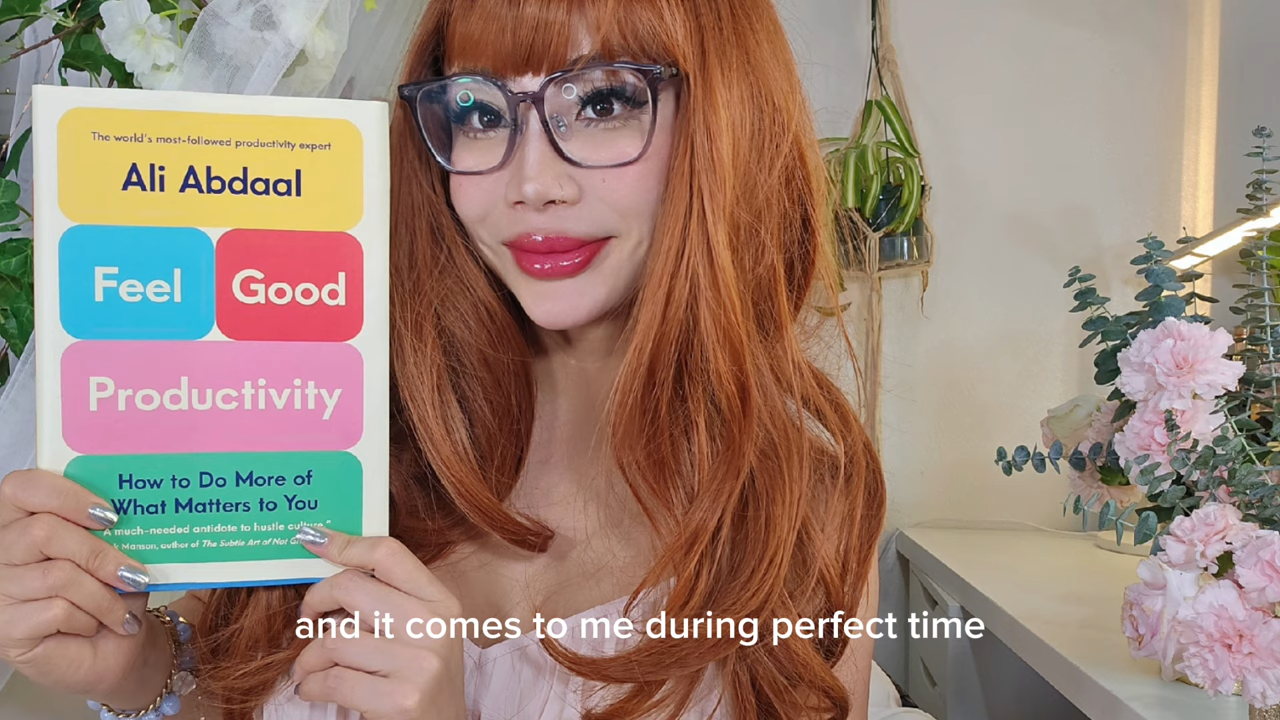 The world's most-followed productivity expert
Ali Abdaal
Feel Good
Productivity
How to Do More of
What Matters to You
A much-needed antidote to hustle culture."
Manson, author of The Subtle Art of Not
and it comes to me during perfect time